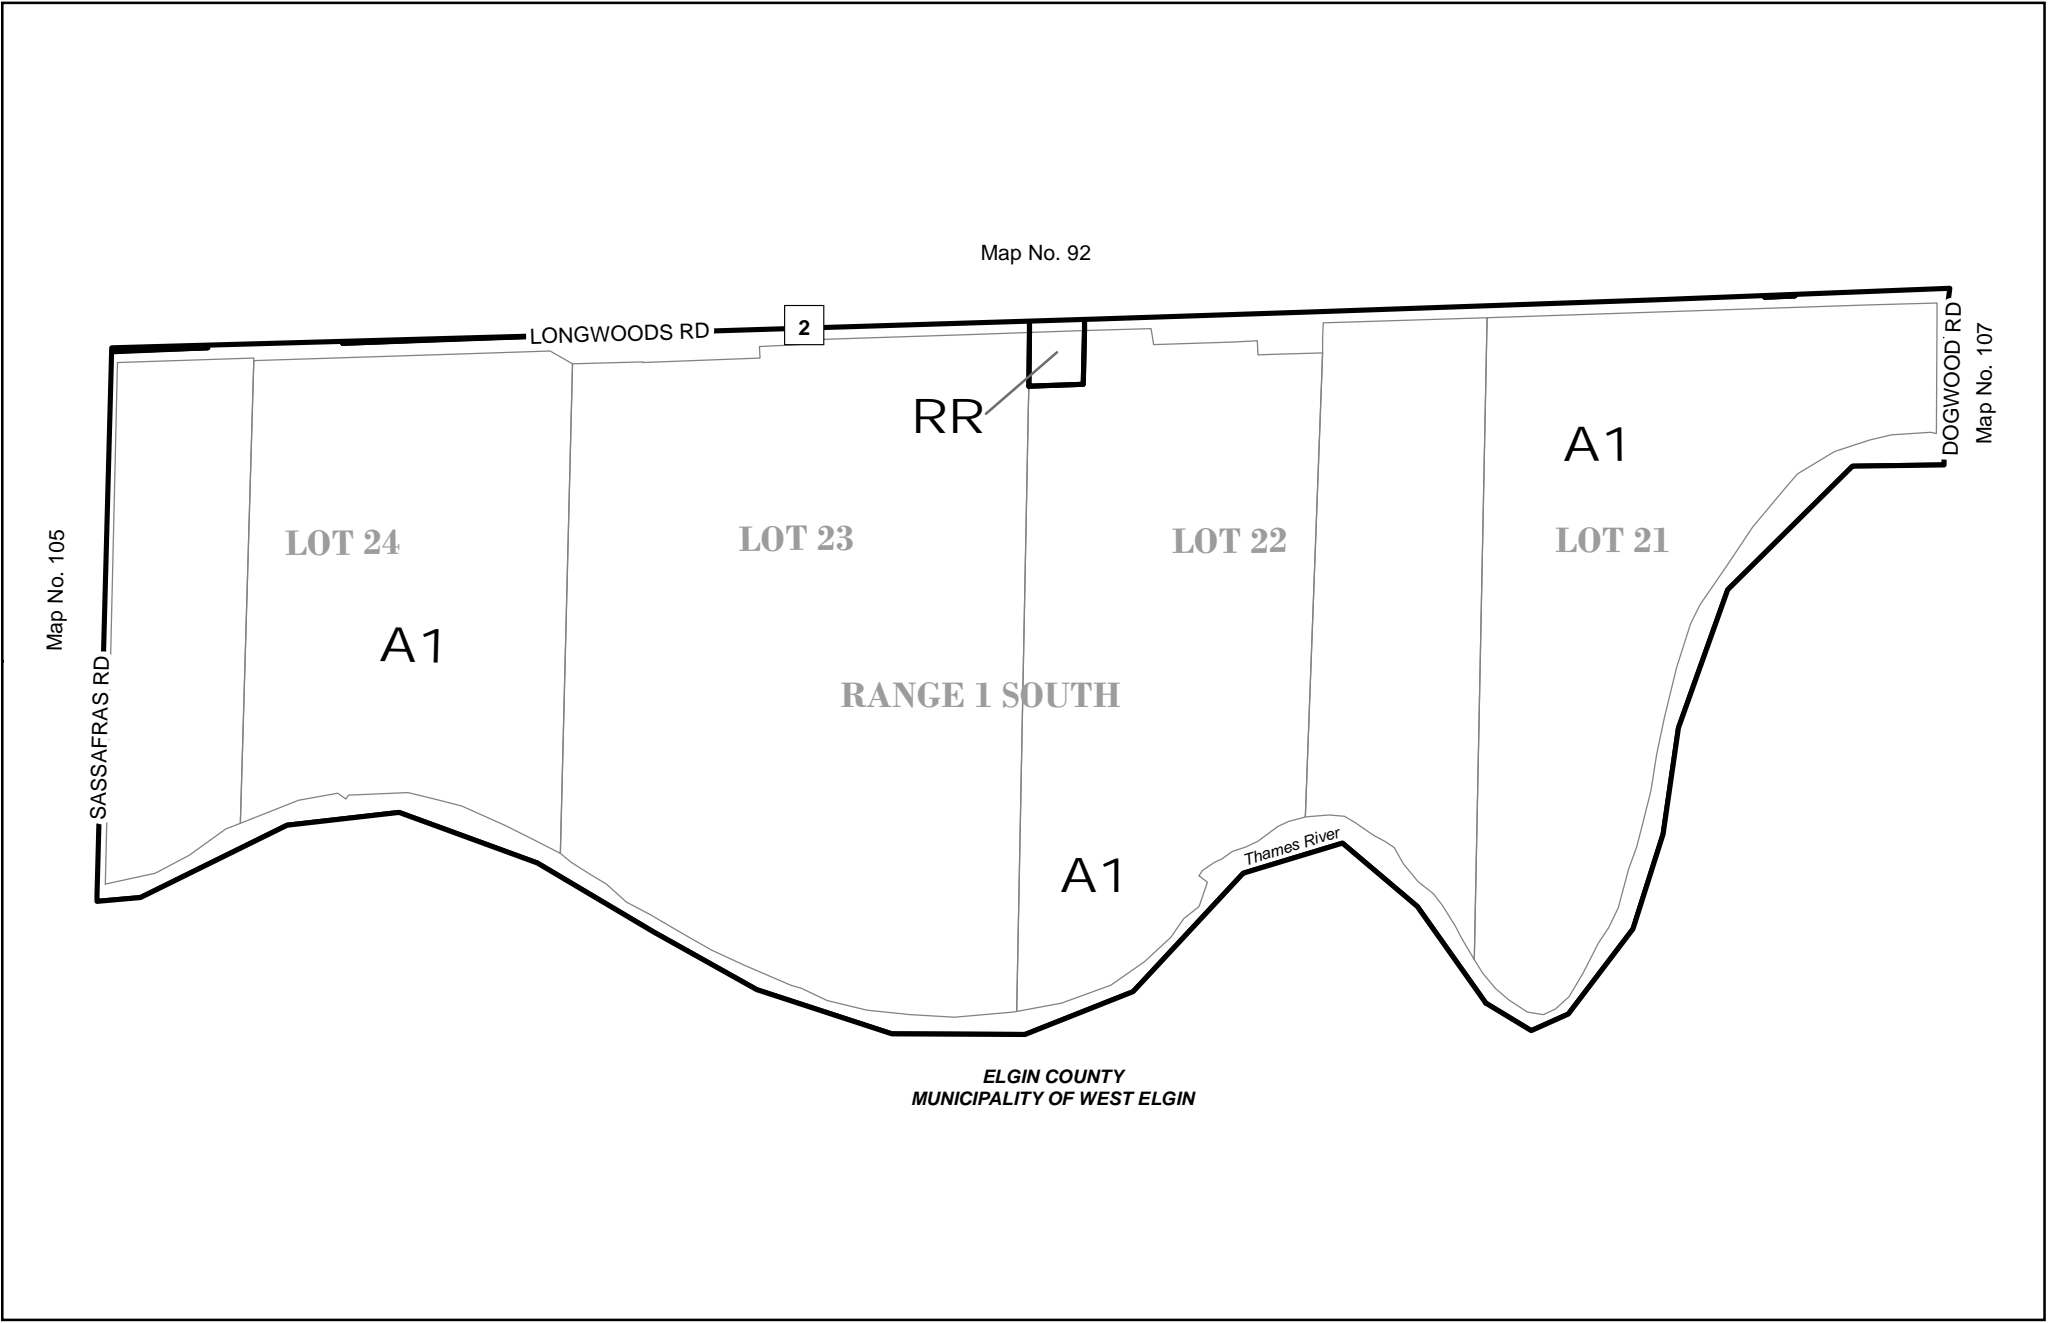 Map No. 92
LONGWOODS RD
2
DOGWOOD RD
Map No. 107
RR
A1
LOT 24
LOT 23
LOT 22
LOT 21
Map No. 105
SASSAFRAS RD
A1
RANGE 1 SOUTH
A1
Thames River
ELGIN COUNTY
MUNICIPALITY OF WEST ELGIN